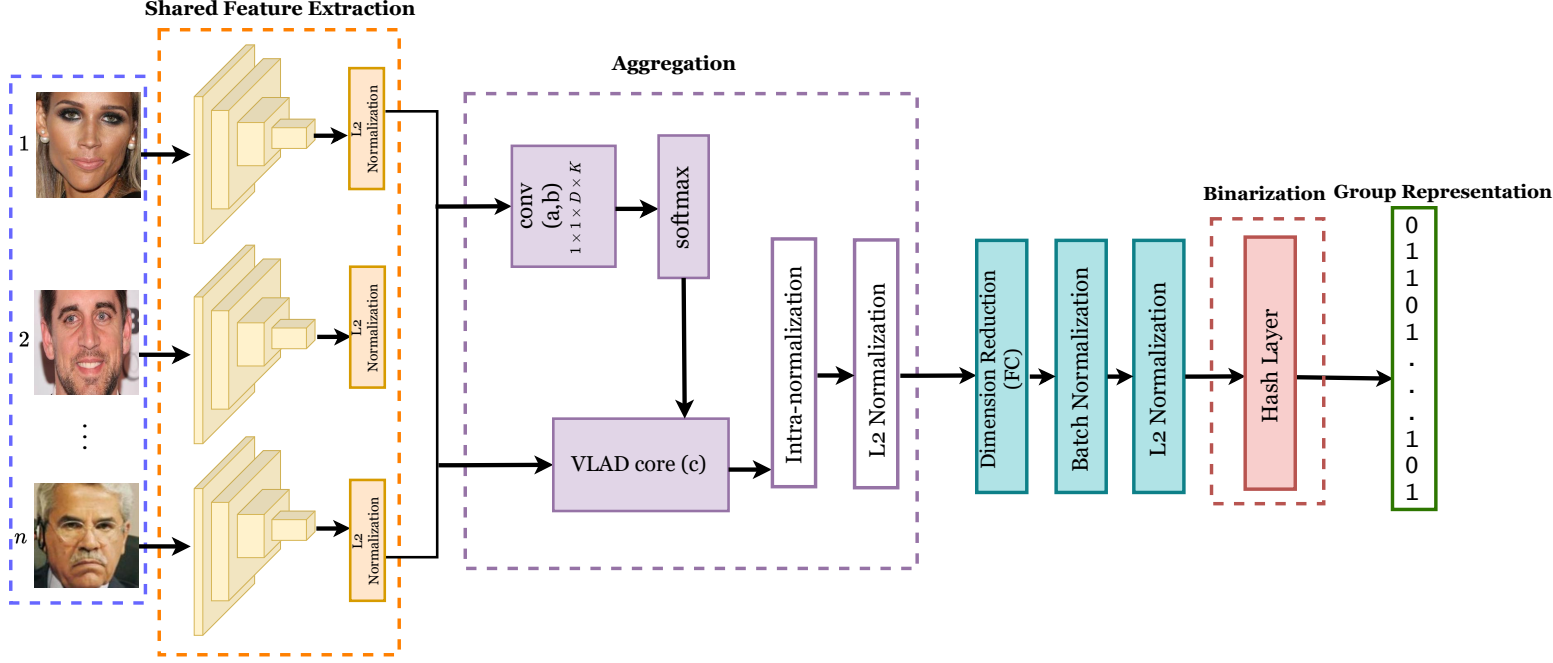 Shared Feature Extraction
Aggregation
Binarization
Group Representation
1
2
⋮
n
L2
Normalization
L2
Normalization
L2
Normalization
conv
(a,b)
1 × 1 × D × K
softmax
VLAD core (c)
Intra-normalization
L2 Normalization
Dimension Reduction
(FC)
Batch Normalization
L2 Normalization
Hash Layer
0
1
1
0
1
.
.
.
1
0
1
3